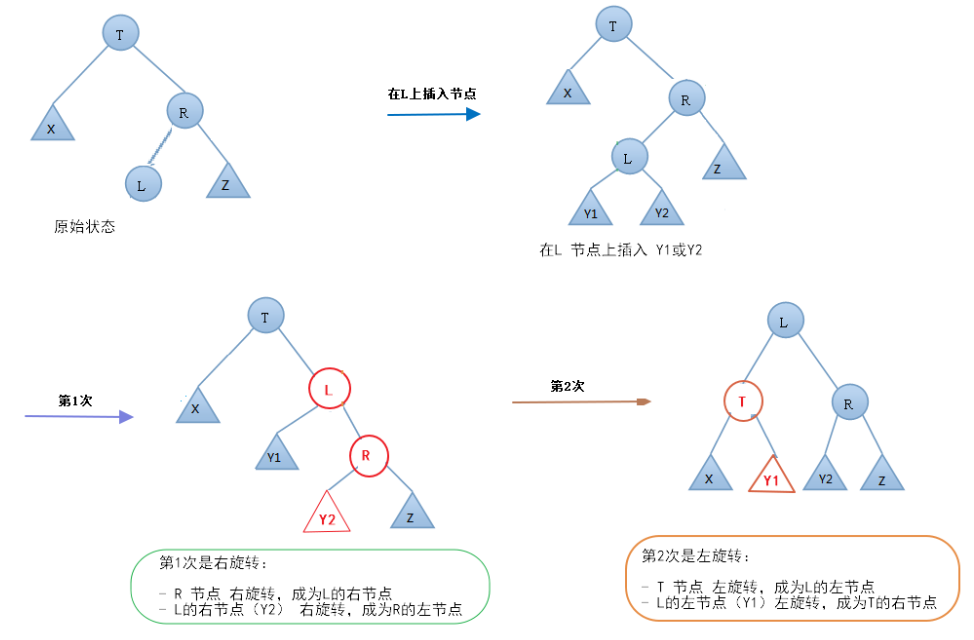 T
X
R
L
Z
原始状态
在L上插入节点
T
X
R
L
Z
Y1
Y2
在L 节点上插入 Y1或Y2
第1次
T
X
L
Y1
R
Y2
Z
第1次是右旋转:
- R 节点 右旋转，成为L的右节点
- L的右节点（Y2） 右旋转，成为R的左节点
第2次
L
T
R
X
Y1
Y2
Z
第2次是左旋转:
- T 节点 左旋转，成为L的左节点
- L的左节点（Y1）左旋转，成为T的右节点